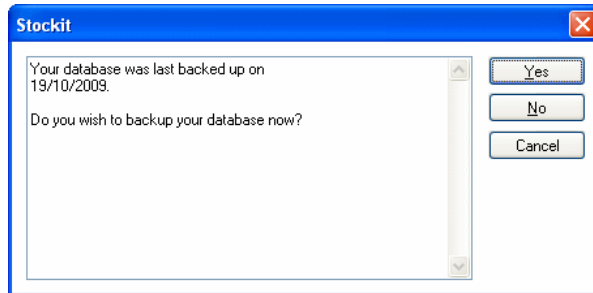 Stockit
Your database was last backed up on
19/10/2009.
Do you wish to backup your database now?
Yes
No
Cancel